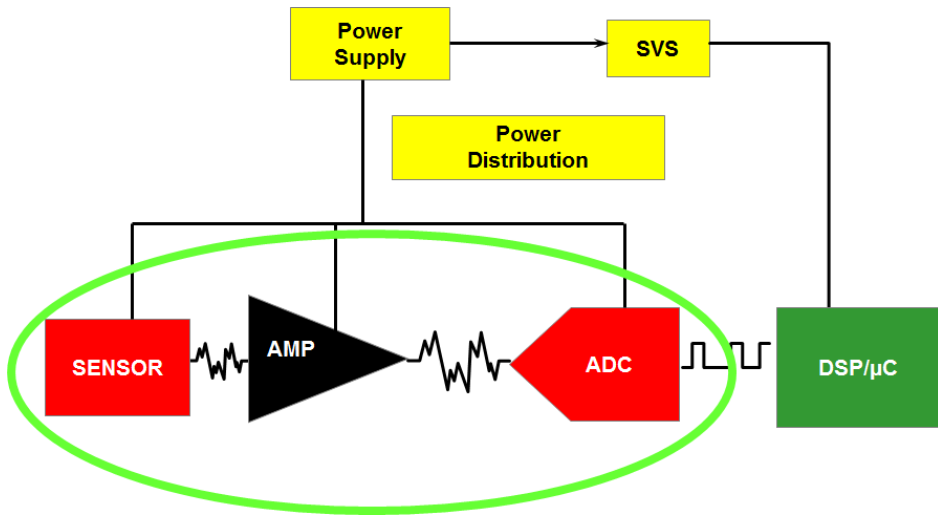 Power
Supply
SVS
Power
Distribution
SENSOR
AMP
ADC
DSP/µC